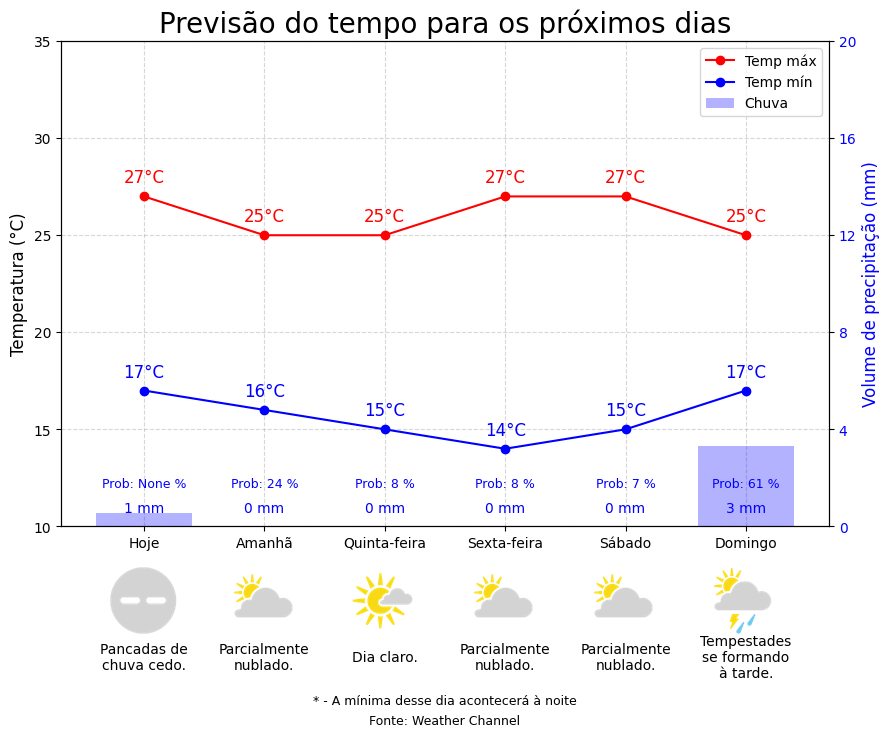 Previsão do tempo para os próximos dias
35
30
25
20
15
10
Temperatura (°C)
20
16
12
8
4
0
Volume de precipitação (mm)
Temp máx
Temp mín
Chuva
27°C
25°C
25°C
27°C
27°C
25°C
17°C
16°C
15°C
14°C
15°C
17°C
Prob: None %
Prob: 24 %
Prob: 8 %
Prob: 8 %
Prob: 7 %
Prob: 61 %
1 mm
0 mm
0 mm
0 mm
0 mm
3 mm
Hoje
Amanhã
Quinta-feira
Sexta-feira
Sábado
Domingo
Pancadas de
chuva cedo.
Parcialmente
nublado.
Dia claro.
Parcialmente
nublado.
Parcialmente
nublado.
Tempestades
se formando
à tarde.
* - A mínima desse dia acontecerá à noite
Fonte: Weather Channel